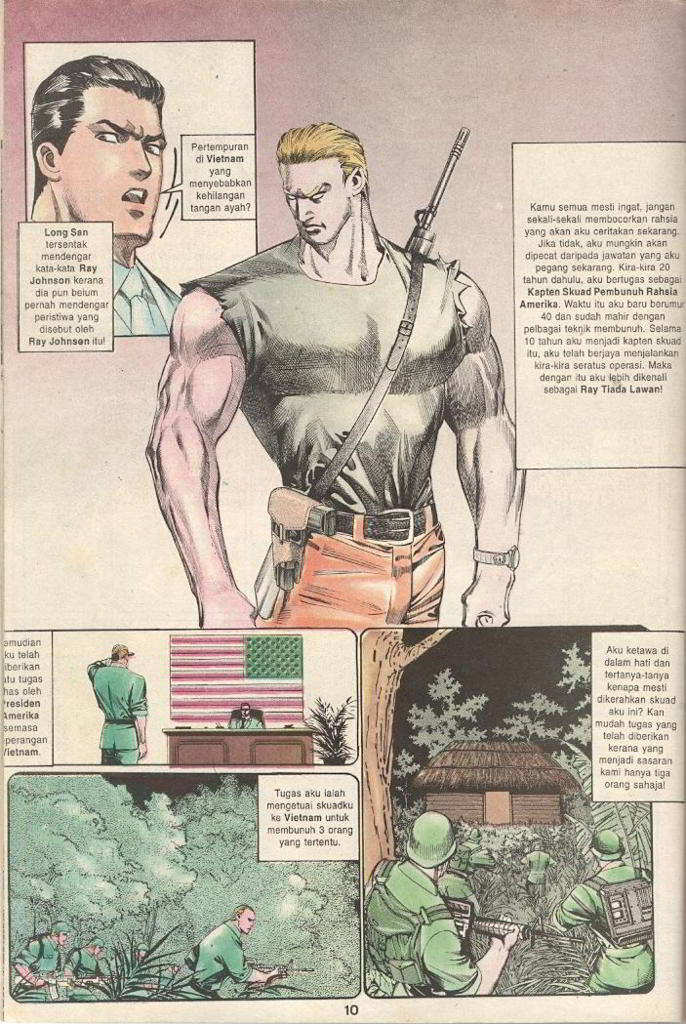 Pertempuran
di Vietnam
yang
menyebabkan
kehilangan
tangan ayah?
Long San
tersentak
mendengar
kata-kata Ray
Johnson kerana
dia pun belum
pernah mendengar
peristiwa yang
disebut oleh
Ray Johnson itu!
Kamu semua mesti ingat, jangan
sekali-sekali membocorkan rahsia
yang akan aku ceritakan sekarang.
Jika tidak, aku mungkin akan
dipecat daripada jawatan yang aku
pegang sekarang. Kira-kira 20
tahun dahulu, aku bertugas sebagai
Kapten Skuad Pembunuh Rahsia
Amerika. Waktu itu aku baru berumur
40 dan sudah mahir dengan
pelbagai teknik membunuh. Selama
10 tahun aku menjadi kapten skuad
itu, aku telah berjaya menjalankan
kira-kira seratus operasi. Maka
dengan itu aku lebih dikenali
sebagai Ray Tiada Lawan!
emudian
ku telah
iberikan
atu tugas
has oleh
Presiden
Amerika
semasa
perangan
Vietnam.
Tugas aku ialah
mengetuai skuadku
ke Vietnam untuk
membunuh 3 orang
yang tertentu.
Aku ketawa di
dalam hati dan
tertanya-tanya
kenapa mesti
dikerahkan skuad
aku ini? Kan
mudah tugas yang
telah diberikan
kerana yang
menjadi sasaran
kami hanya tiga
orang sahaja!
10